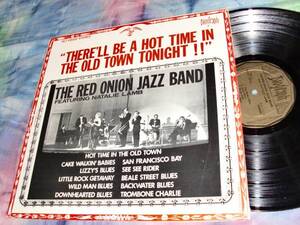 "THERE'LL BE A HOT TIME IN
THE OLD TOWN TONIGHT!!"
THE RED ONION JAZZ BAND
FEATURING NATALIE LAMB
HOT TIME IN THE OLD TOWN
CAKE WALKIN' BABIES SAN FRANCISCO BAY
LIZZY'S BLUES SEE SEE RIDER
LITTLE ROCK GETAWAY BEALE STREET BLUES
WILD MAN BLUES BACKWATER BLUES
DOWNHEARTED BLUES TROMBONE CHARLIE